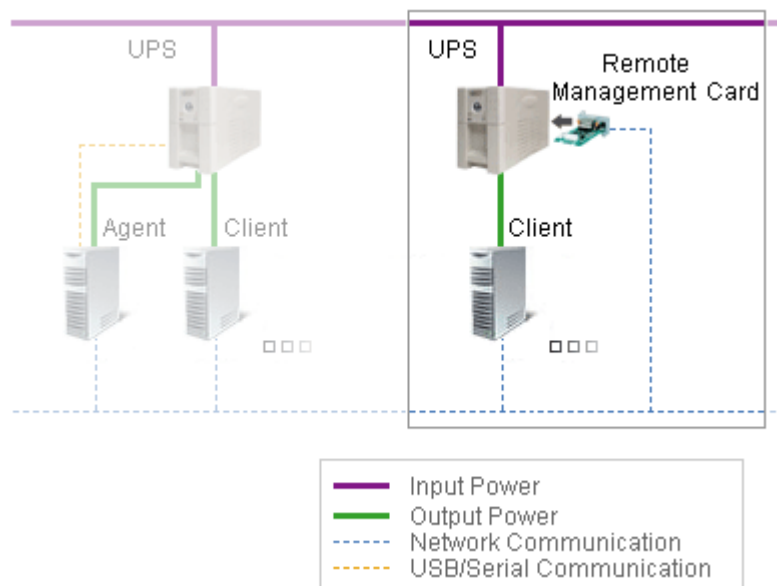 UPS
UPS
Remote
Management Card
Agent
Client
Client
Input Power
Output Power
Network Communication
USB/Serial Communication